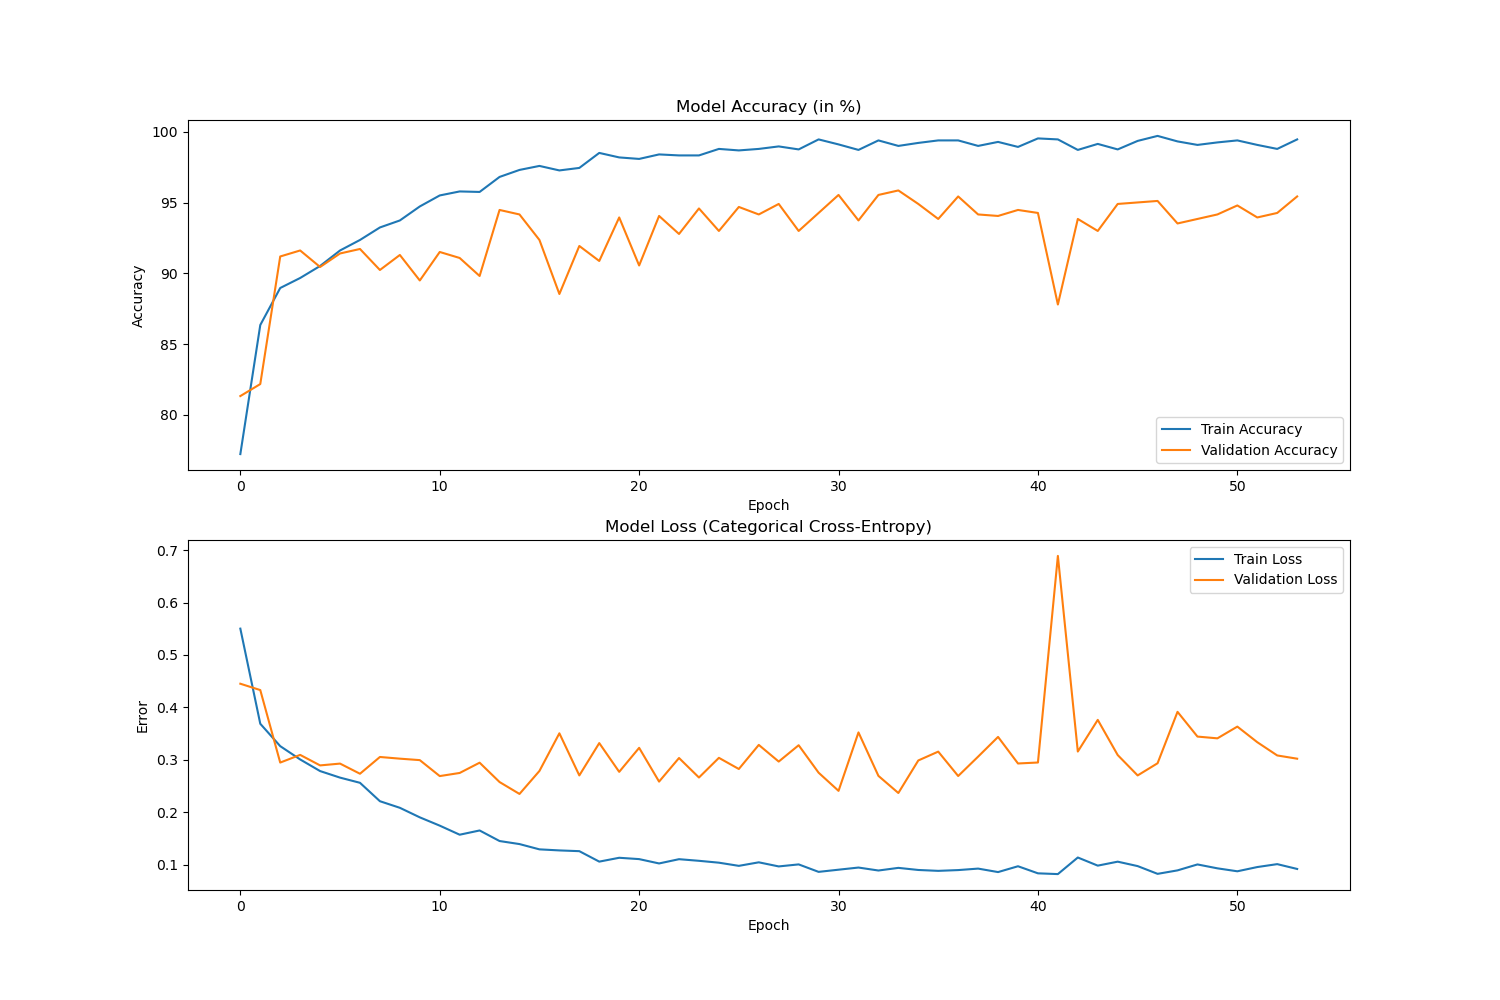 Model Accuracy (in %)
100
95
90
85
80
Accuracy
Train Accuracy
Validation Accuracy
0 10 20 30 40 50
Epoch
Model Loss (Categorical Cross-Entropy)
0.7
0.6
0.5
0.4
0.3
0.2
0.1
Error
Train Loss
Validation Loss
0 10 20 30 40 50
Epoch